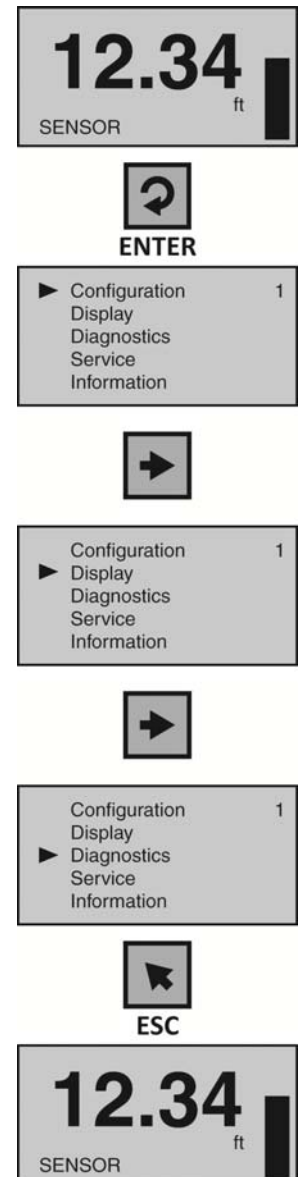 12.34
ft
SENSOR
ENTER
Configuration 1
Display
Diagnostics
Service
Information
Configuration 1
Display
Diagnostics
Service
Information
Configuration 1
Display
Diagnostics
Service
Information
ESC
12.34
ft
SENSOR